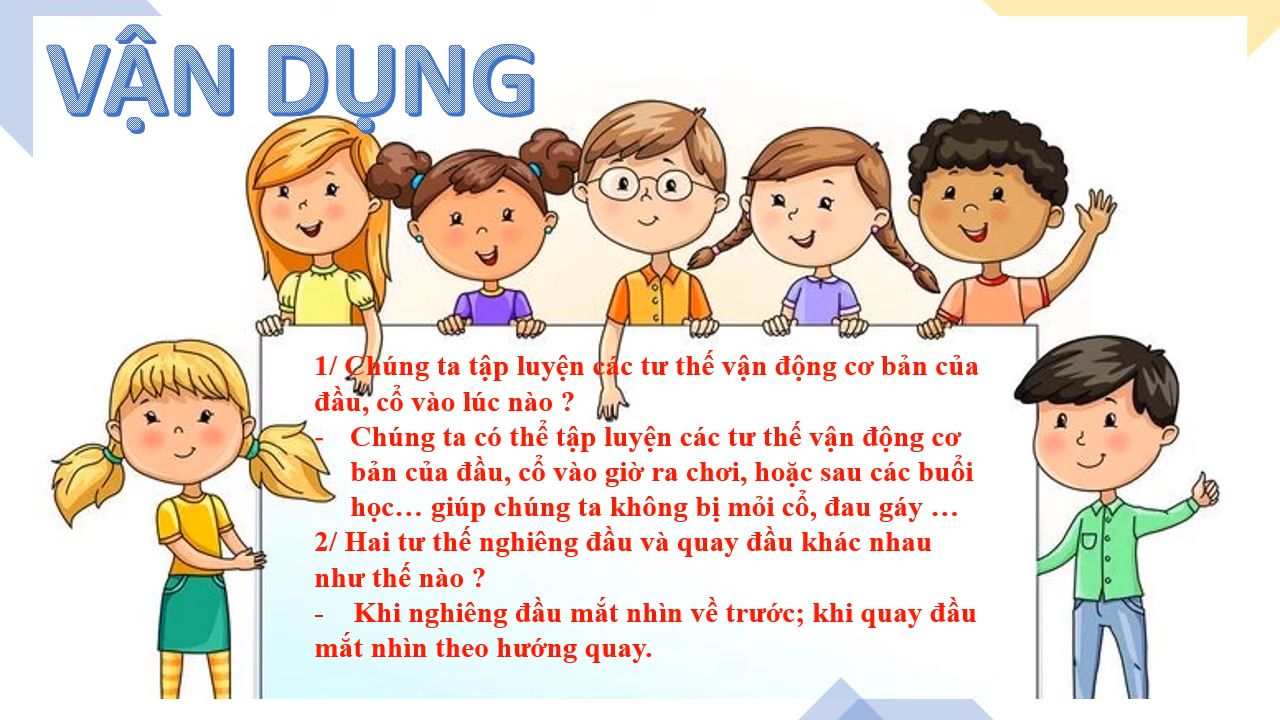 VẬN DỤNG
1/ Chúng ta tập luyện các tư thế vận động cơ bản của
đầu, cổ vào lúc nào ?
- Chúng ta có thể tập luyện các tư thế vận động cơ
bản của đầu, cổ vào giờ ra chơi, hoặc sau các buổi
học… giúp chúng ta không bị mỏi cổ, đau gáy …
2/ Hai tư thế nghiêng đầu và quay đầu khác nhau
như thế nào ?
- Khi nghiêng đầu mắt nhìn về trước; khi quay đầu
mắt nhìn theo hướng quay.